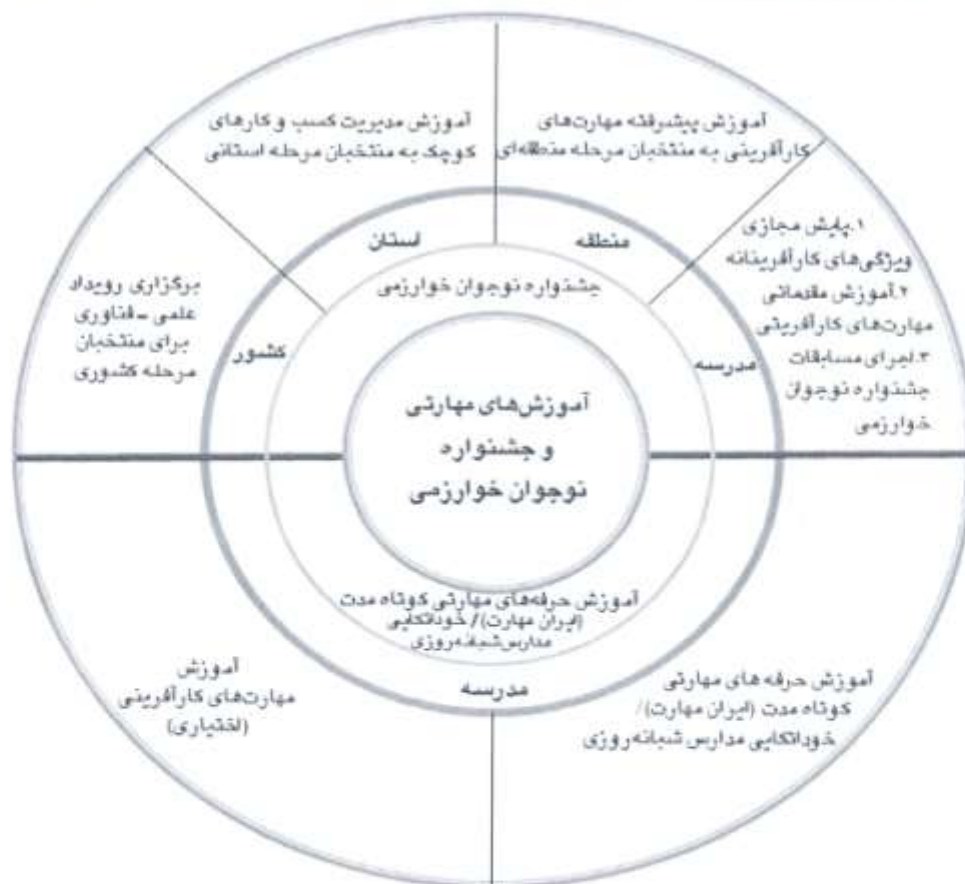 آموزش مدیریت کسب و کارهای
کوچک به منتخبان مرحله استانی
آموزش پیشرفته مهارت‌های
کارآفرینی به منتخبان مرحله منطقه‌ای
۱.پایش مجازی
ویژگی‌های کارآفرینانه
۲.آموزش مقدماتی
مهارت‌های کارآفرینی
۳.اجرای مسابقات
جشنواره نوجوان
خوارزمی
برگزاری رویداد
علمی - فناوری
برای منتخبان
مرحله کشوری
استان
منطقه
کشور
مدرسه
جشنواره نوجوان خوارزمی
آموزش‌های مهارتی
و جشنواره
نوجوان خوارزمی
آموزش حرفه‌های مهارتی کوتاه مدت
(ایران مهارت)/ خوداتکایی
مدارس شبانه‌روزی
مدرسه
آموزش
مهارت‌های کارآفرینی
(اختیاری)
آموزش حرفه های مهارتی
کوتاه مدت (ایران مهارت)/
خوداتکایی مدارس شبانه‌روزی